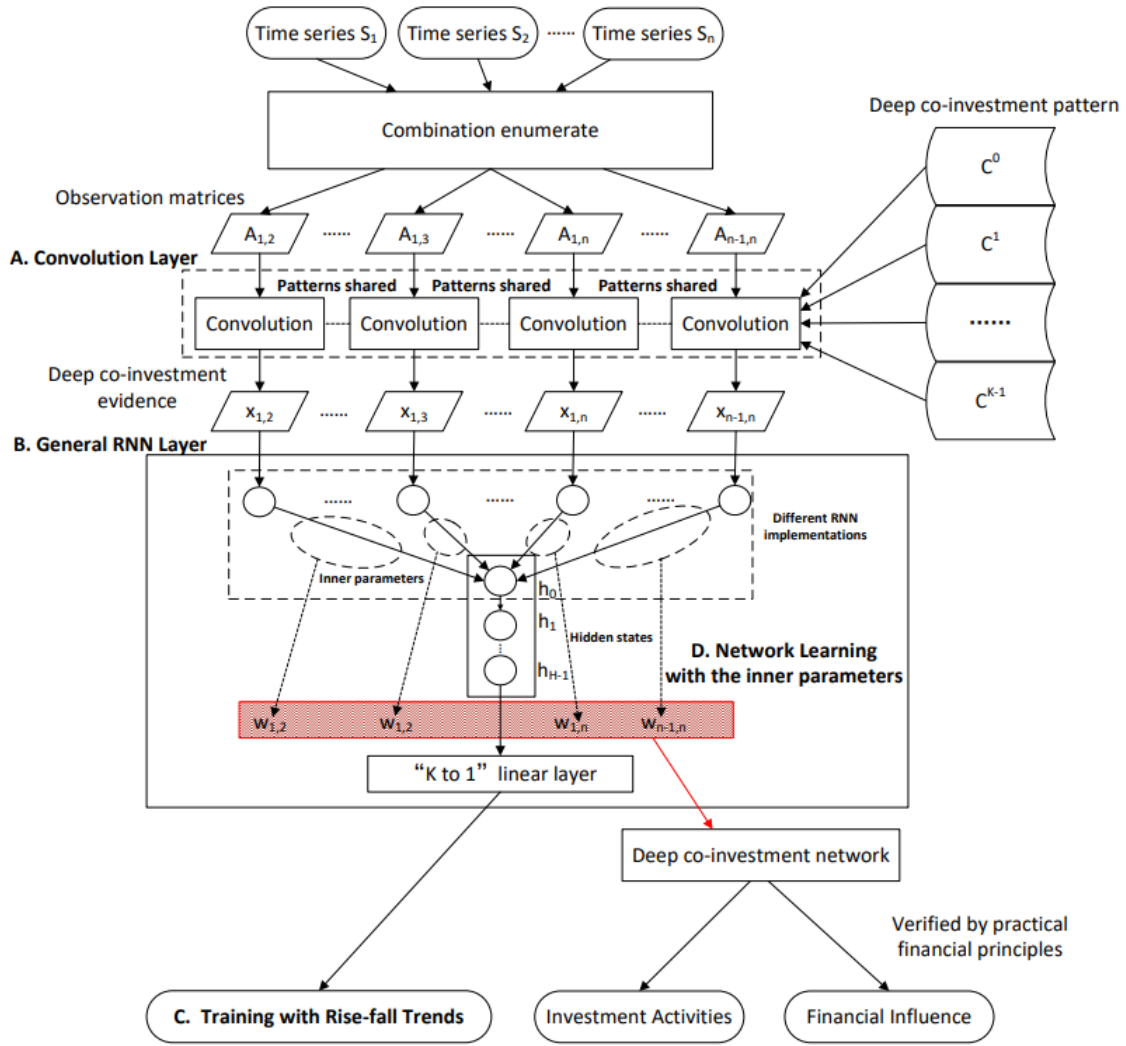 Time series S₁ Time series S₂ ...... Time series Sₙ
Deep co-investment pattern
Combination enumerate
C⁰
Observation matrices
A₁,₂ ...... A₁,₃ ...... A₁,ₙ ...... Aₙ₋₁,ₙ
C¹
A. Convolution Layer
Patterns shared Patterns shared Patterns shared
Convolution Convolution Convolution Convolution
......
Deep co-investment
evidence
x₁,₂ ...... x₁,₃ ...... x₁,ₙ ...... xₙ₋₁,ₙ
Cᴷ⁻¹
B. General RNN Layer
...... ...... ......
Different RNN
implementations
Inner parameters
h₀
h₁
Hidden states
h_H-1
D. Network Learning
with the inner parameters
w₁,₂ w₁,₂ w₁,ₙ wₙ₋₁,ₙ
“K to 1” linear layer
Deep co-investment network
Verified by practical
financial principles
C. Training with Rise-fall Trends
Investment Activities
Financial Influence